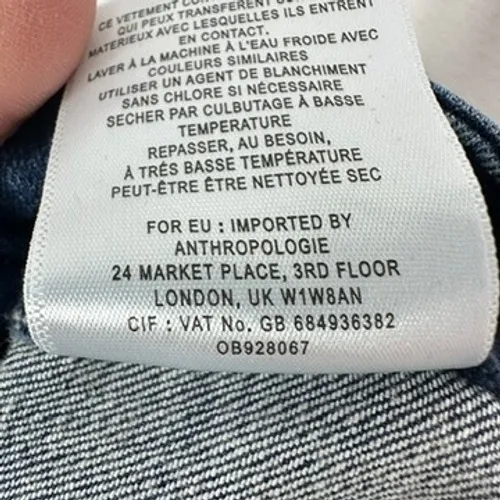 CE VETEMENT
QUI PEUX TRANSFERENT
MATERIAUX AVEC LESQUELLES ILS ENTRENT
EN CONTACT.
LAVER À LA MACHINE À L'EAU FROIDE AVEC
COULEURS SIMILAIRES
UTILISER UN AGENT DE BLANCHIMENT
SANS CHLORE SI NÉCESSAIRE
SECHER PAR CULBUTAGE À BASSE
TEMPERATURE
REPASSER, AU BESOIN,
À TRÉS BASSE TEMPÉRATURE
PEUT-ÊTRE ÊTRE NETTOYÉE SEC
FOR EU : IMPORTED BY
ANTHROPOLOGIE
24 MARKET PLACE, 3RD FLOOR
LONDON, UK W1W8AN
CIF : VAT No. GB 684936382
OB928067